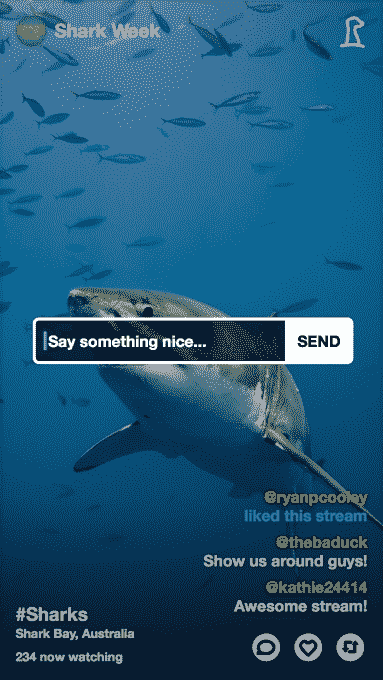 Shark Week
Say something nice...
SEND
@ryanpcooley
liked this stream
@thebaduck
Show us around guys!
@kathie24414
Awesome stream!
#Sharks
Shark Bay, Australia
234 now watching